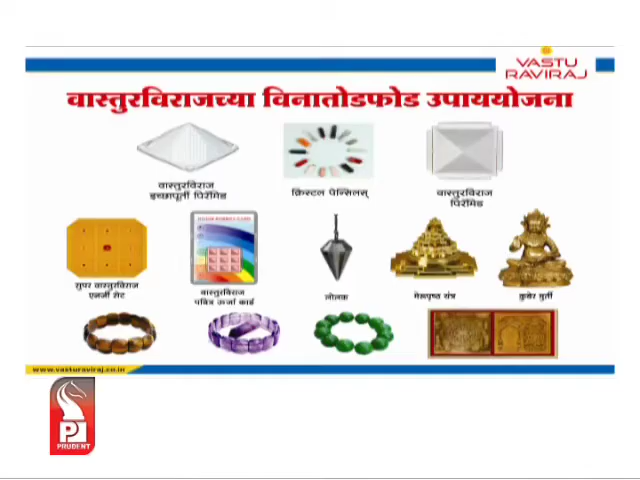 VASTU
RAVIRAJ
वास्तुरविराजच्या विनातोडफोड उपाययोजना
वास्तुरविराज
इच्छापूर्ती पिरॅमिड
क्रिस्टल पेन्सिलस्
वास्तुरविराज
पिरॅमिड
सुपर वास्तुरविराज
एनर्जी सेट
वास्तुरविराज
पवित्र ऊर्जा कार्ड
लोलक
मेरुपृष्ठ यंत्र
कुबेर मुर्ती
www.vasturaviraj.co.in
PRUDENT